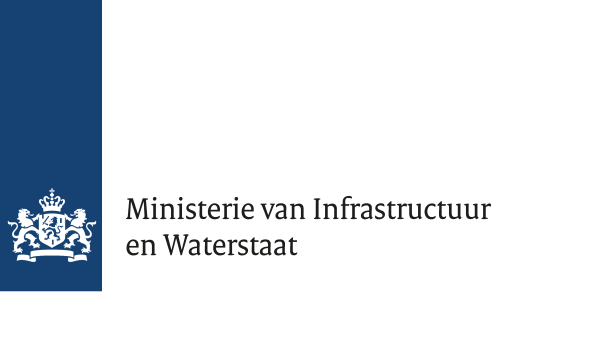 Ministerie van Infrastructuur
en Waterstaat